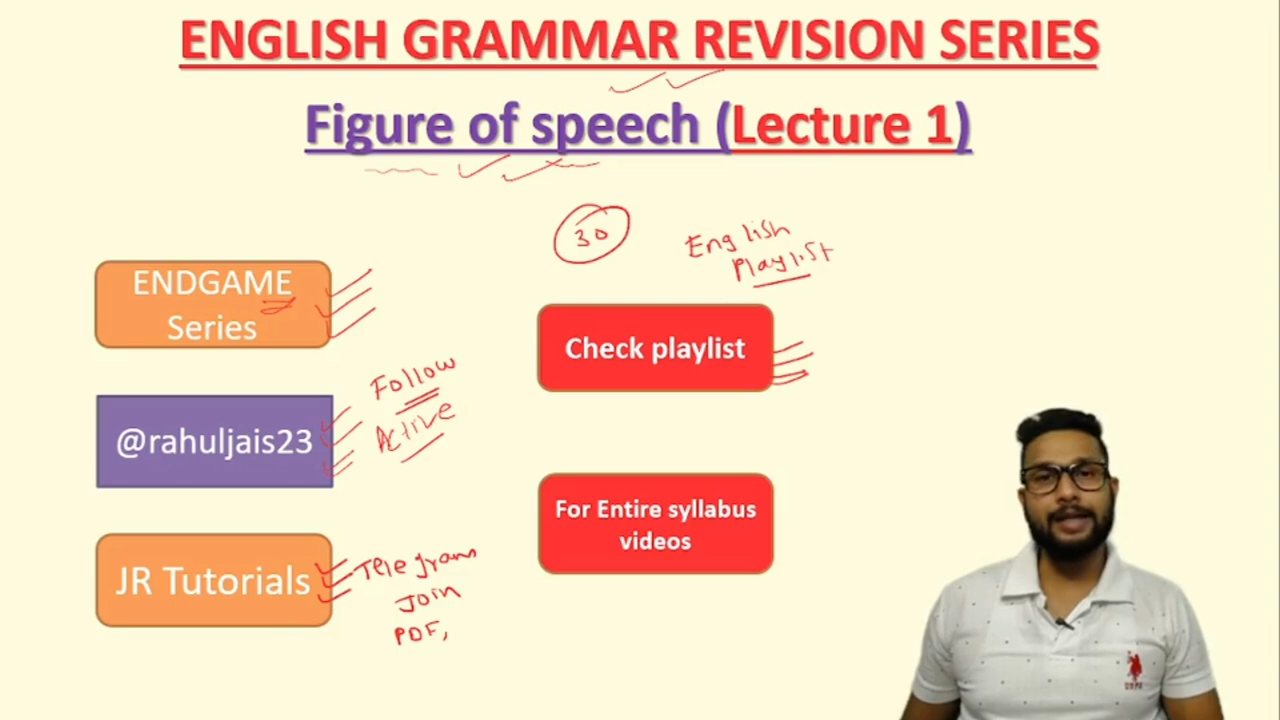 ENGLISH GRAMMAR REVISION SERIES
Figure of speech (Lecture 1)
30
English
Playlist
ENDGAME
Series
Check playlist
Follow
Active
@rahuljais23
For Entire syllabus
videos
JR Tutorials
Telegram
Join
PDF,